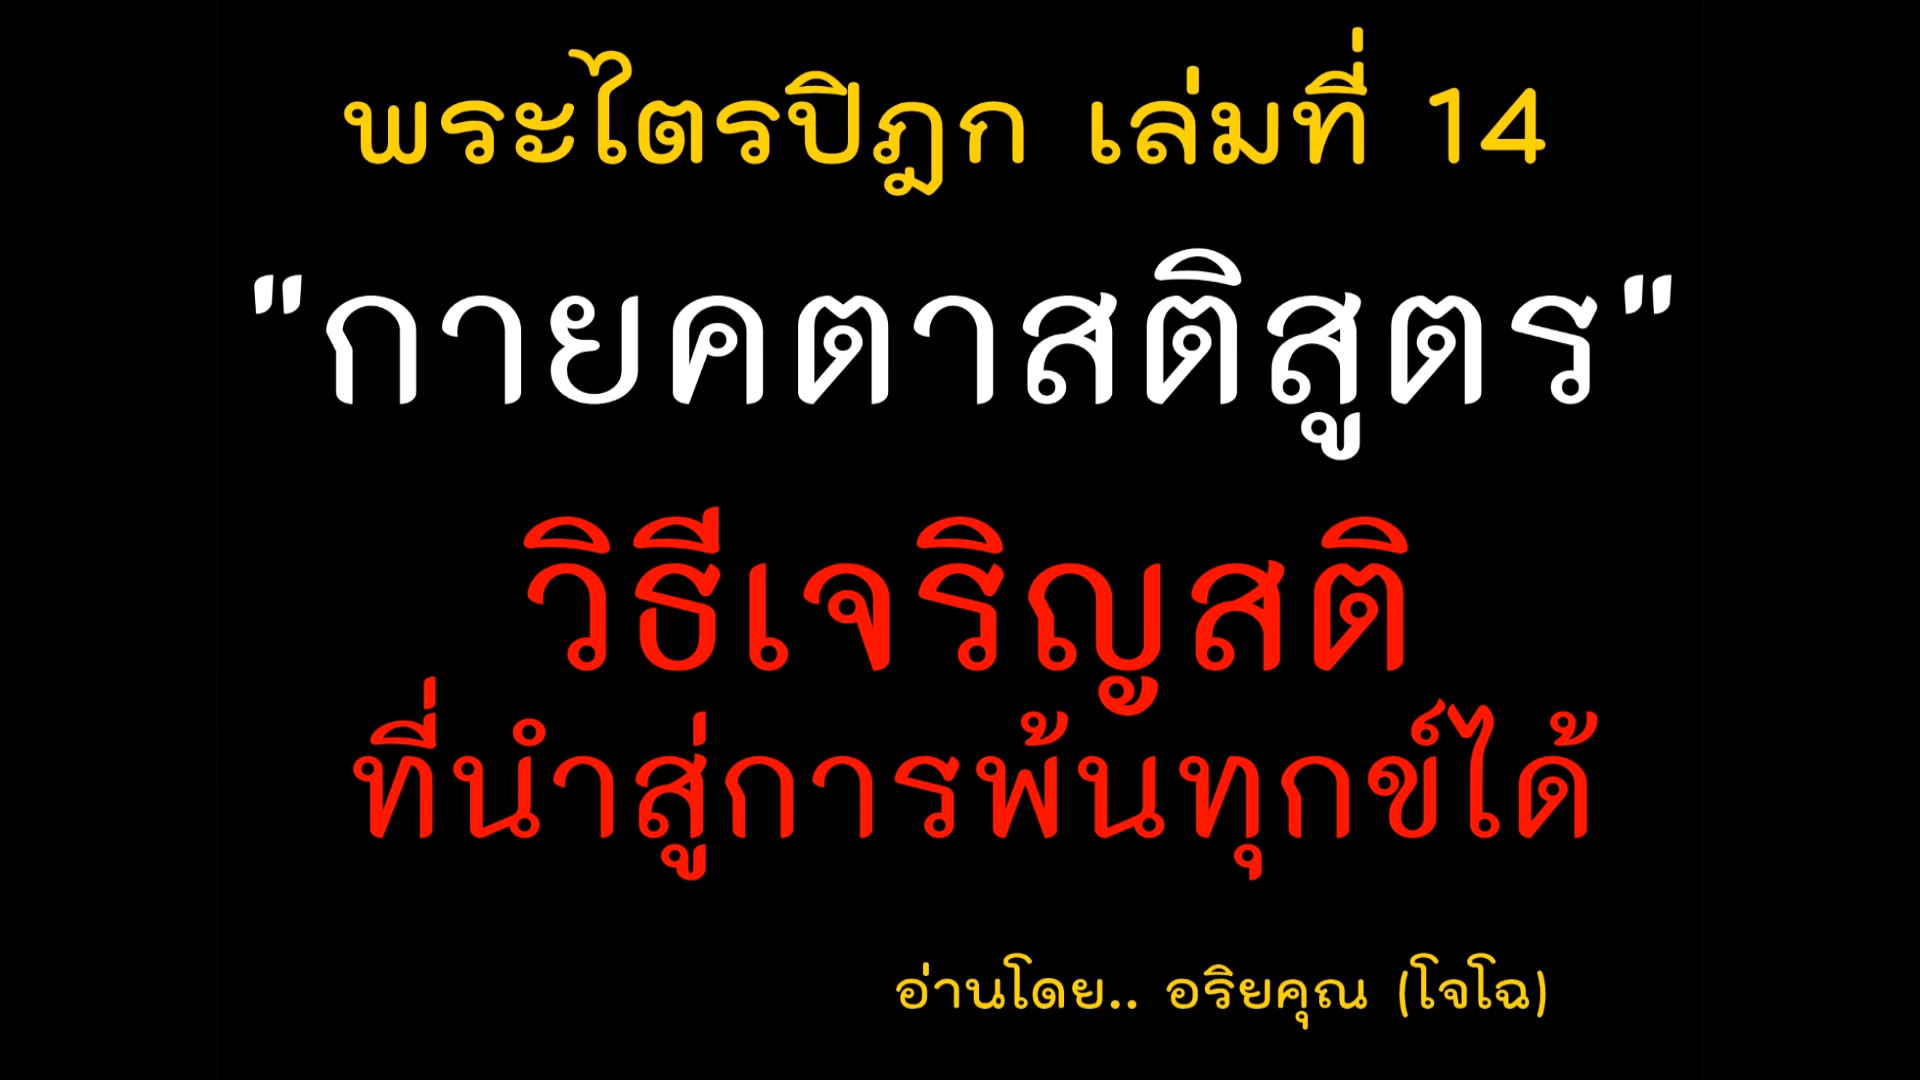 พระไตรปิฎก เล่มที่ 14
"กายคตาสติสูตร"
วิธีเจริญสติ
ที่นำสู่การพ้นทุกข์ได้
อ่านโดย.. อริยคุณ (โจโฉ)